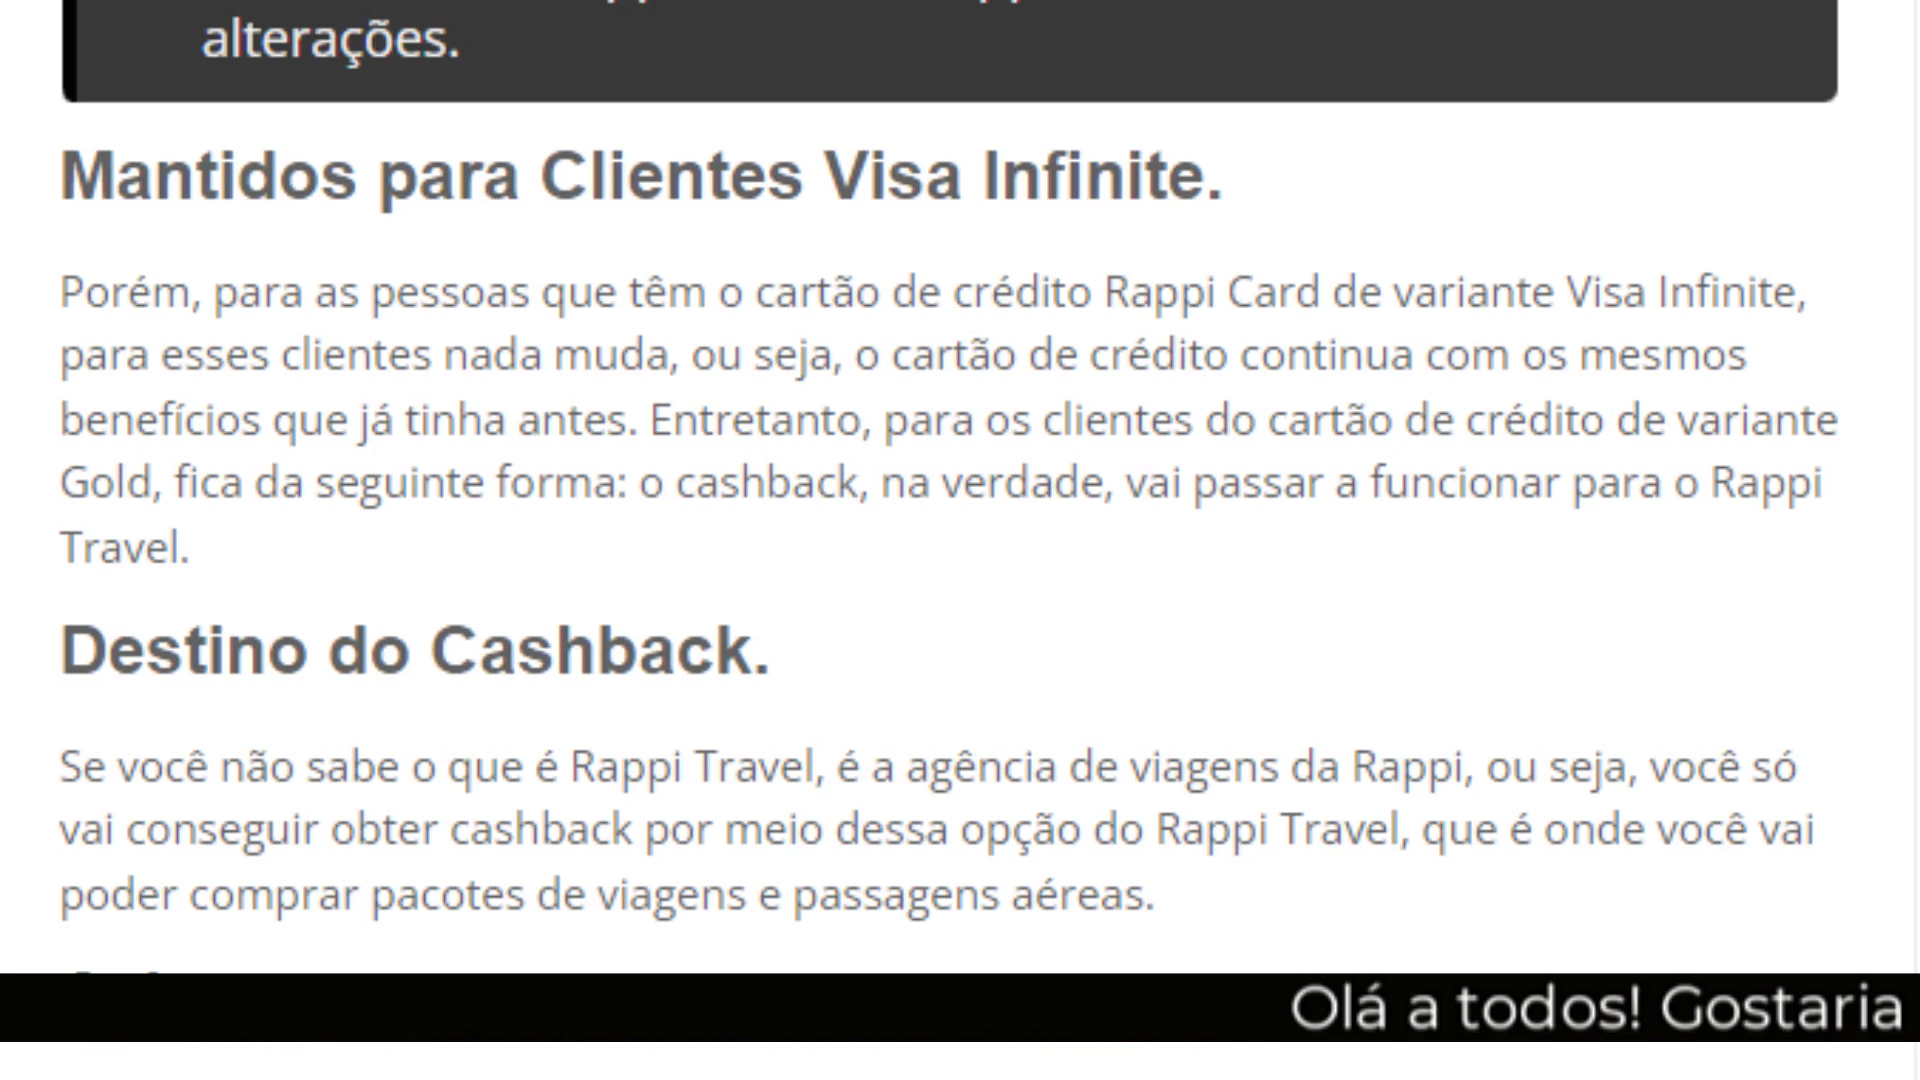 alterações.
Mantidos para Clientes Visa Infinite.
Porém, para as pessoas que têm o cartão de crédito Rappi Card de variante Visa Infinite,
para esses clientes nada muda, ou seja, o cartão de crédito continua com os mesmos
benefícios que já tinha antes. Entretanto, para os clientes do cartão de crédito de variante
Gold, fica da seguinte forma: o cashback, na verdade, vai passar a funcionar para o Rappi
Travel.
Destino do Cashback.
Se você não sabe o que é Rappi Travel, é a agência de viagens da Rappi, ou seja, você só
vai conseguir obter cashback por meio dessa opção do Rappi Travel, que é onde você vai
poder comprar pacotes de viagens e passagens aéreas.
Olá a todos! Gostaria